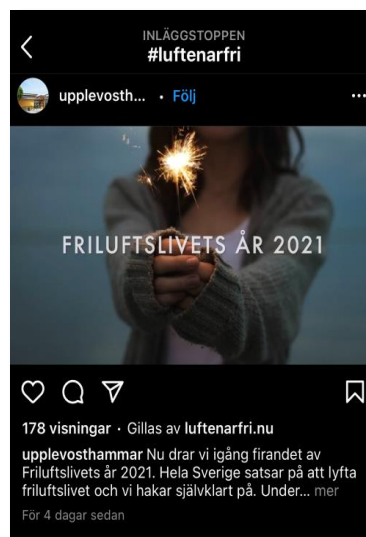 INLÄGGSTOPPEN
#luftenarfri
upplevosth... • Följ
FRILUFTSLIVETS ÅR 2021
178 visningar · Gillas av luftenarfri.nu
upplevosthammar Nu drar vi igång firandet av
Friluftslivets år 2021. Hela Sverige satsar på att lyfta
friluftslivet och vi hakar självklart på. Under... mer
För 4 dagar sedan